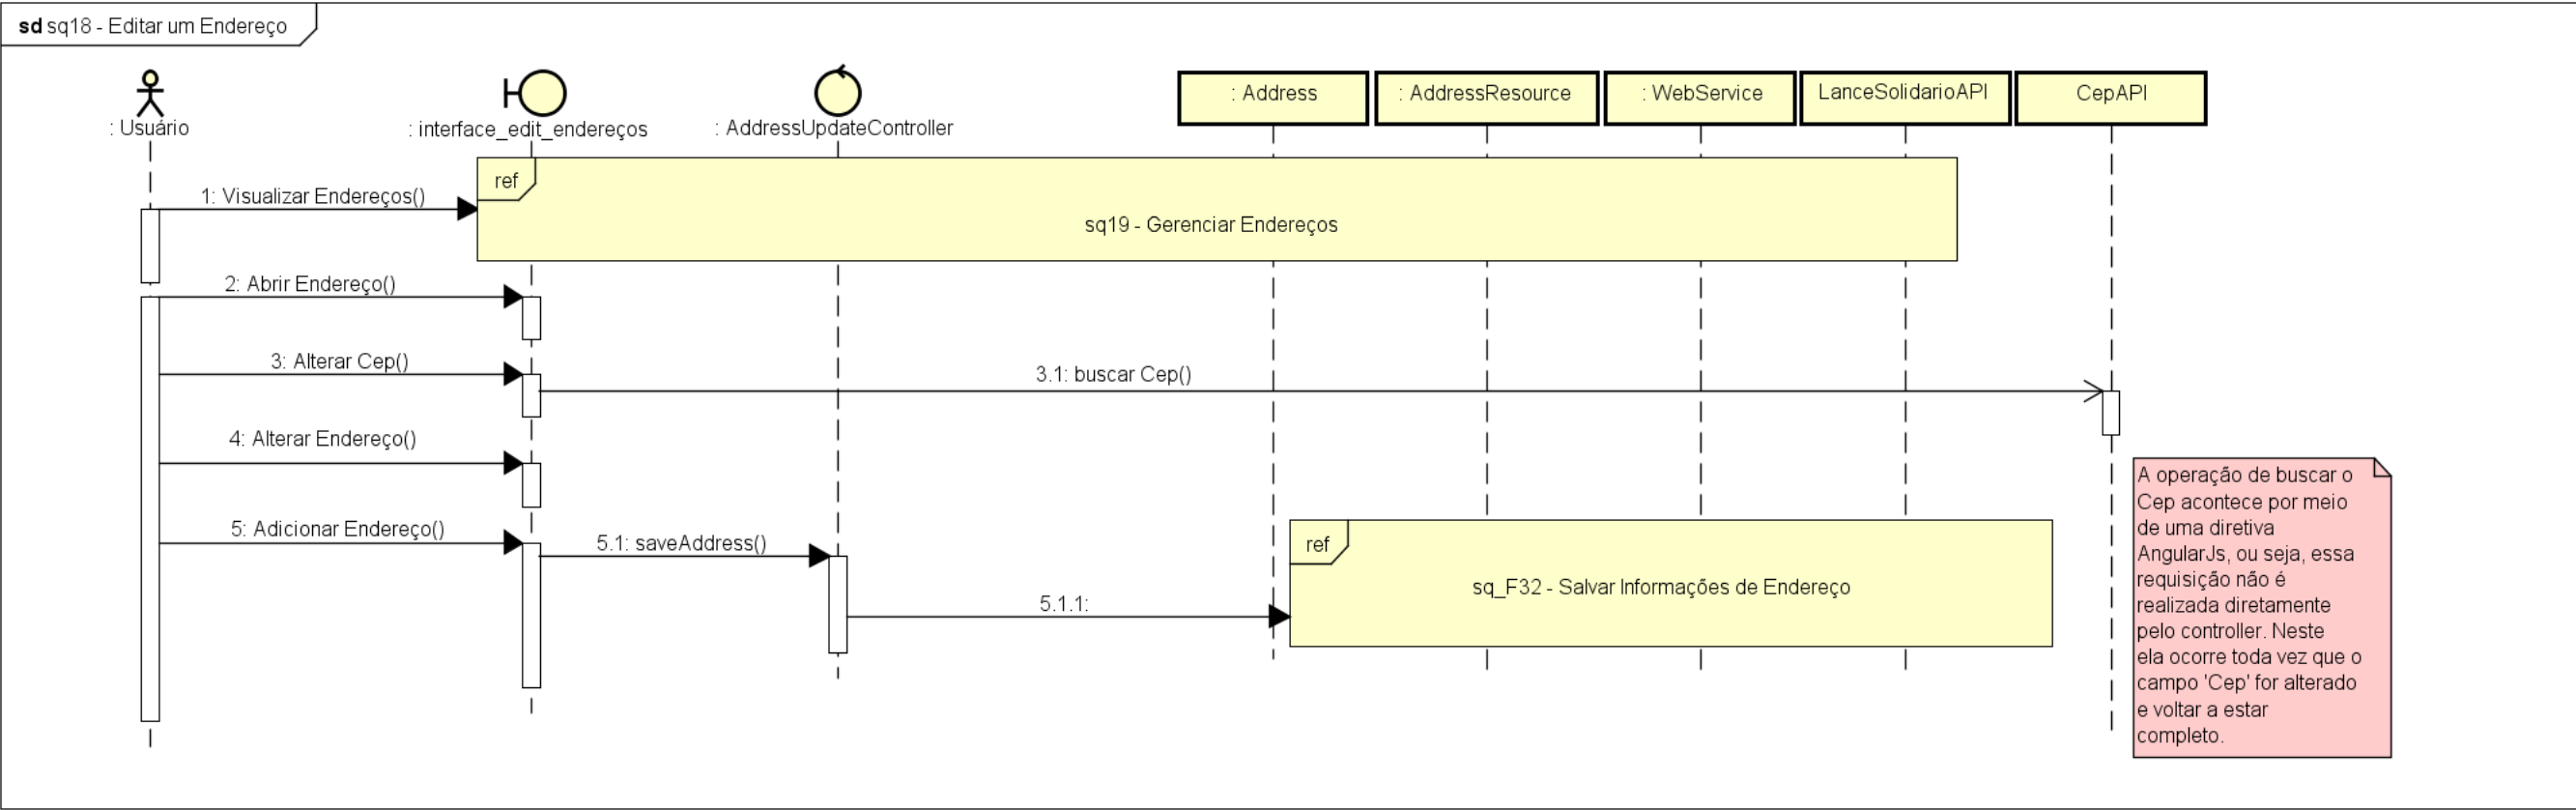 sd sq18 - Editar um Endereço
: Usuário
: interface_edit_endereços
: AddressUpdateController
: Address
: AddressResource
: WebService
LanceSolidarioAPI
CepAPI
ref
1: Visualizar Endereços()
sq19 - Gerenciar Endereços
2: Abrir Endereço()
3: Alterar Cep()
3.1: buscar Cep()
4: Alterar Endereço()
5: Adicionar Endereço()
5.1: saveAddress()
ref
sq_F32 - Salvar Informações de Endereço
5.1.1:
A operação de buscar o
Cep acontece por meio
de uma diretiva
AngularJs, ou seja, essa
requisição não é
realizada diretamente
pelo controller. Neste
ela ocorre toda vez que o
campo 'Cep' for alterado
e voltar a estar
completo.